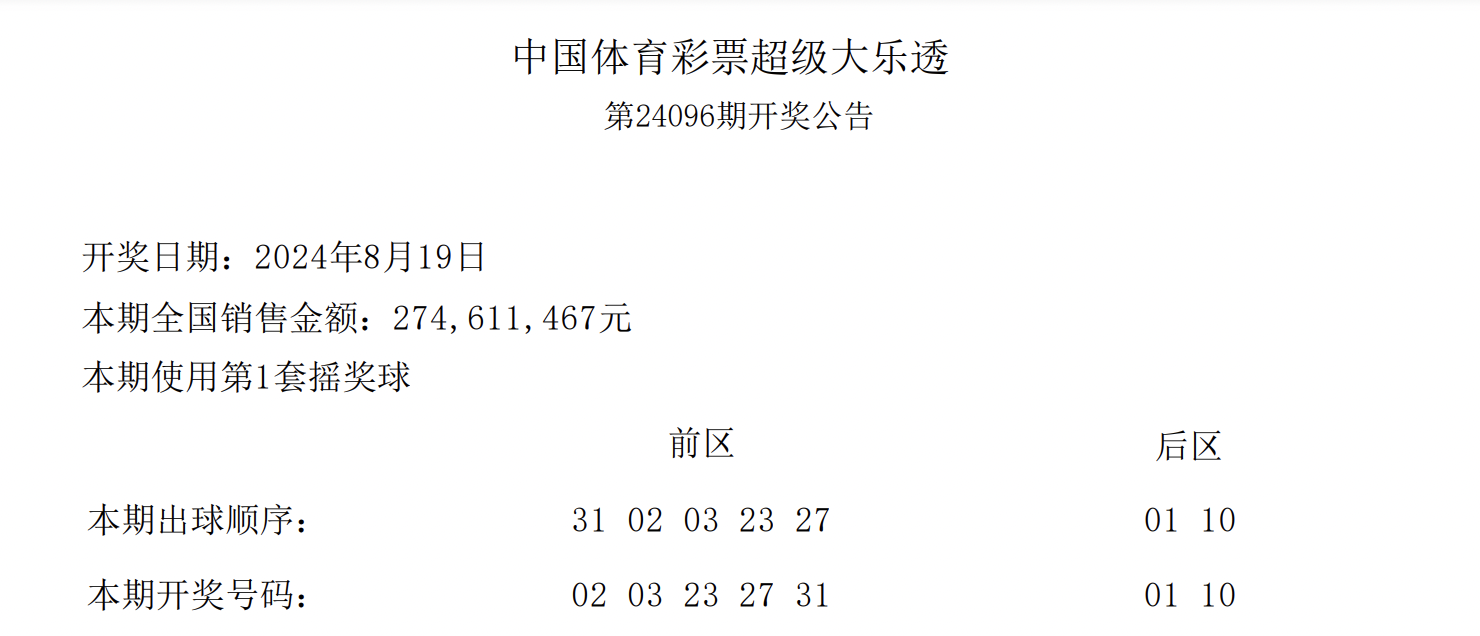 中国体育彩票超级大乐透
第24096期开奖公告
开奖日期：2024年8月19日
本期全国销售金额：274,611,467元
本期使用第1套摇奖球
前区 后区
本期出球顺序： 31 02 03 23 27 01 10
本期开奖号码： 02 03 23 27 31 01 10